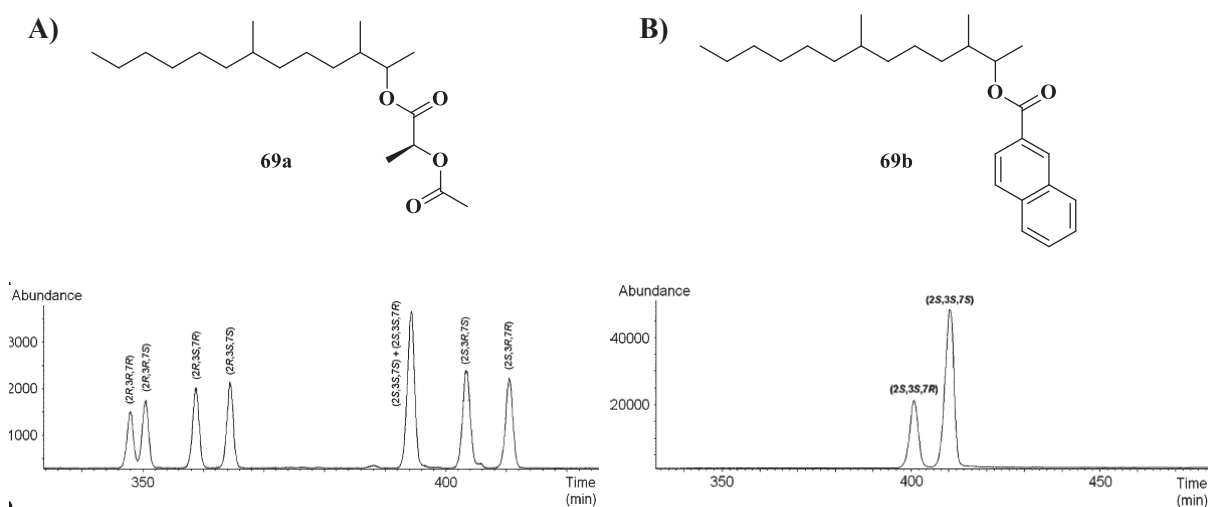 A)
O
O
O
O
69a
B)
O
O
69b
Abundance
3000
2000
1000
(2R,3R,7R)
(2R,3R,7S)
(2R,3S,7R)
(2R,3S,7S)
(2S,3S,7S) + (2S,3S,7R)
(2S,3R,7S)
(2S,3R,7R)
350
400
Time
(min)
Abundance
40000
20000
(2S,3S,7R)
(2S,3S,7S)
350
400
450
Time
(min)